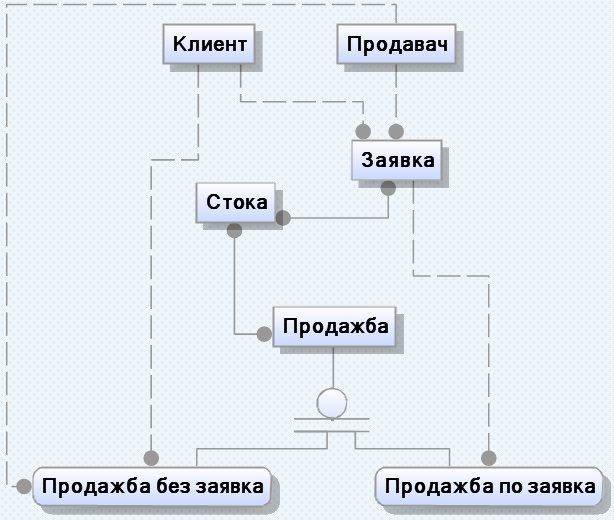 Клиент
Продавач
Заявка
Стока
Продажба
Продажба без заявка
Продажба по заявка